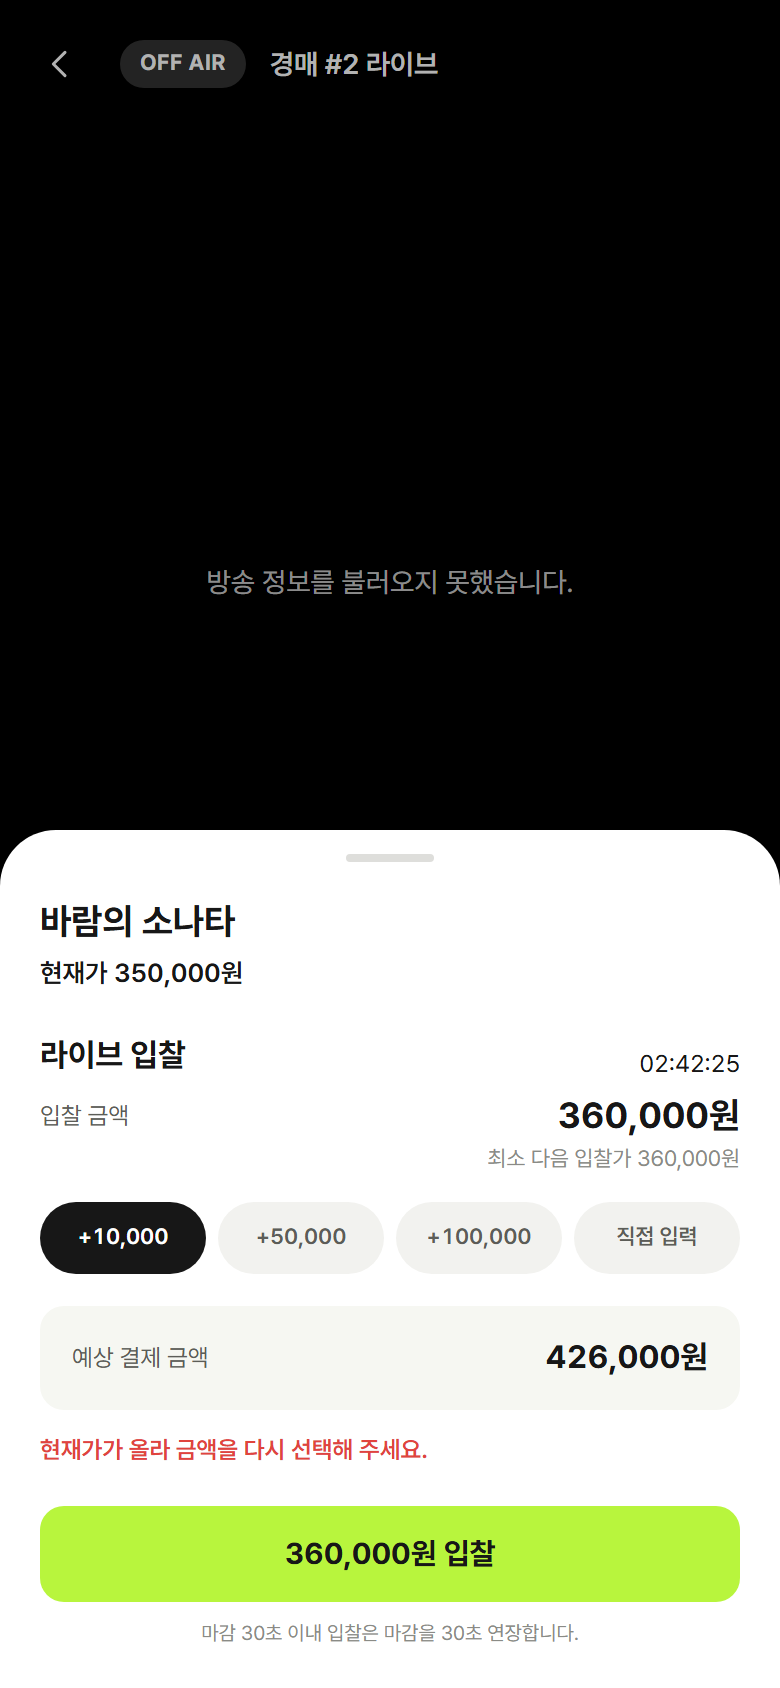 OFF AIR 경매 #2 라이브
방송 정보를 불러오지 못했습니다.
바람의 소나타
현재가 350,000원
라이브 입찰 02:42:25
입찰 금액 360,000원
최소 다음 입찰가 360,000원
+10,000 +50,000 +100,000 직접 입력
예상 결제 금액 426,000원
현재가가 올라 금액을 다시 선택해 주세요.
360,000원 입찰
마감 30초 이내 입찰은 마감을 30초 연장합니다.